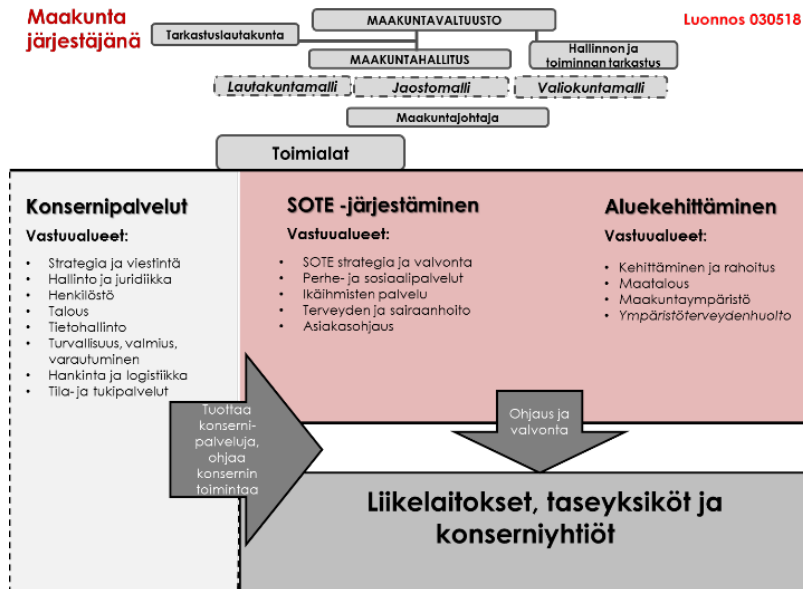 Maakunta
järjestäjänä
MAAKUNTAVALTUUSTO
Luonnos 030518
Tarkastuslautakunta
MAAKUNTAHALLITUS
Hallinnon ja
toiminnan tarkastus
Lautakuntamalli
Jaostomalli
Valiokuntamalli
Maakuntajohtaja
Toimialat
Konsernipalvelut
Vastuualueet:
• Strategia ja viestintä
• Hallinto ja juridiikka
• Henkilöstö
• Talous
• Tietohallinto
• Turvallisuus, valmius,
varautuminen
• Hankinta ja logistiikka
• Tila- ja tukipalvelut
SOTE -järjestäminen
Vastuualueet:
• SOTE strategia ja valvonta
• Perhe- ja sosiaalipalvelut
• Ikäihmisten palvelu
• Terveyden ja sairaanhoito
• Asiakasohjaus
Aluekehittäminen
Vastuualueet:
• Kehittäminen ja rahoitus
• Maatalous
• Maakuntaympäristö
• Ympäristöterveydenhuolto
Tuottaa
konserni-
palveluja,
ohjaa
konsernin
toimintaa
Ohjaus ja
valvonta
Liikelaitokset, taseyksiköt ja
konserniyhtiöt